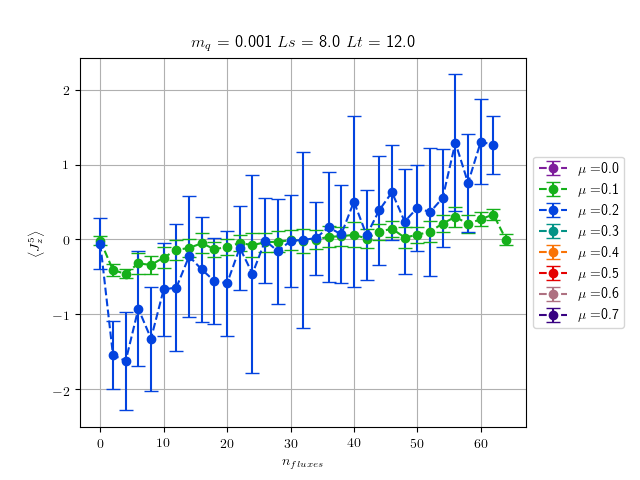 m_q = 0.001 Ls = 8.0 Lt = 12.0
⟨J_z^5⟩
2
1
0
−1
−2
0 10 20 30 40 50 60
n_fluxes
μ =0.0
μ =0.1
μ =0.2
μ =0.3
μ =0.4
μ =0.5
μ =0.6
μ =0.7